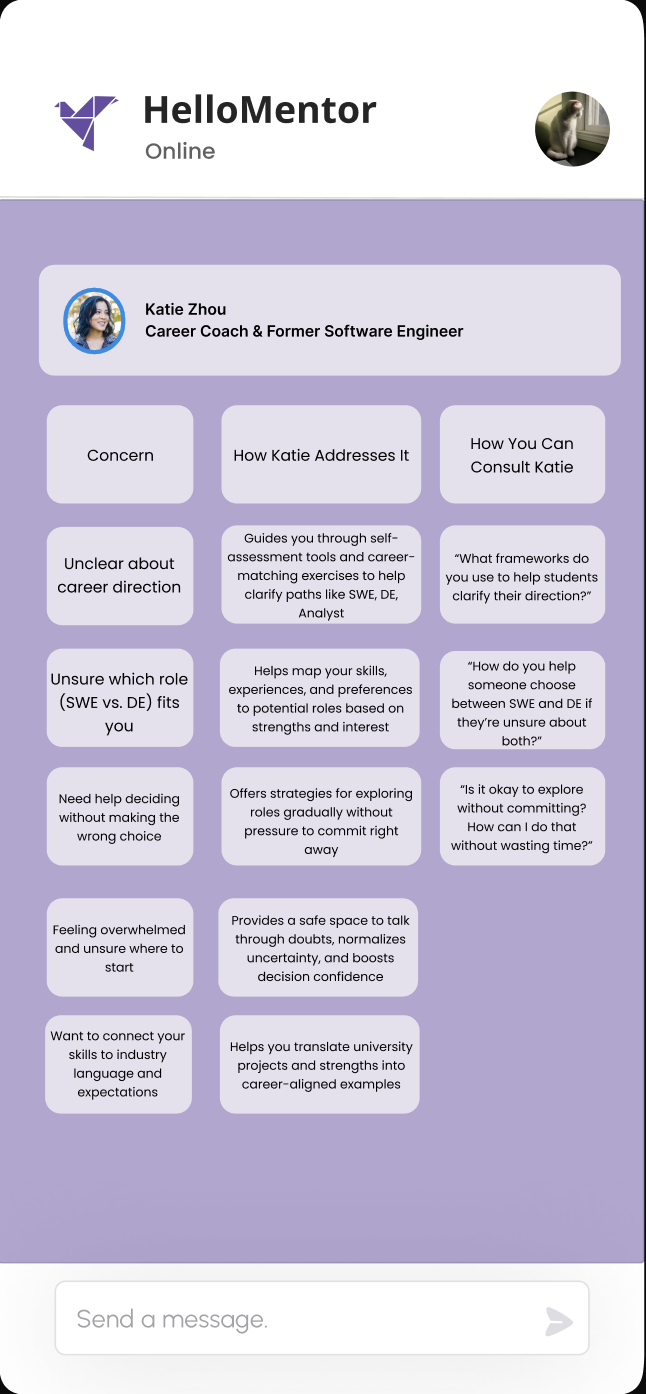 HelloMentor
Online
Katie Zhou
Career Coach & Former Software Engineer
Concern
How Katie Addresses It
How You Can
Consult Katie
Unclear about
career direction
Guides you through self-
assessment tools and career-
matching exercises to help
clarify paths like SWE, DE,
Analyst
“What frameworks do
you use to help students
clarify their direction?”
Unsure which role
(SWE vs. DE) fits
you
Helps map your skills,
experiences, and preferences
to potential roles based on
strengths and interest
“How do you help
someone choose
between SWE and DE if
they’re unsure about
both?”
Need help deciding
without making the
wrong choice
Offers strategies for exploring
roles gradually without
pressure to commit right
away
“Is it okay to explore
without committing?
How can I do that
without wasting time?”
Feeling overwhelmed
and unsure where to
start
Provides a safe space to talk
through doubts, normalizes
uncertainty, and boosts
decision confidence
Want to connect your
skills to industry
language and
expectations
Helps you translate university
projects and strengths into
career-aligned examples
Send a message.